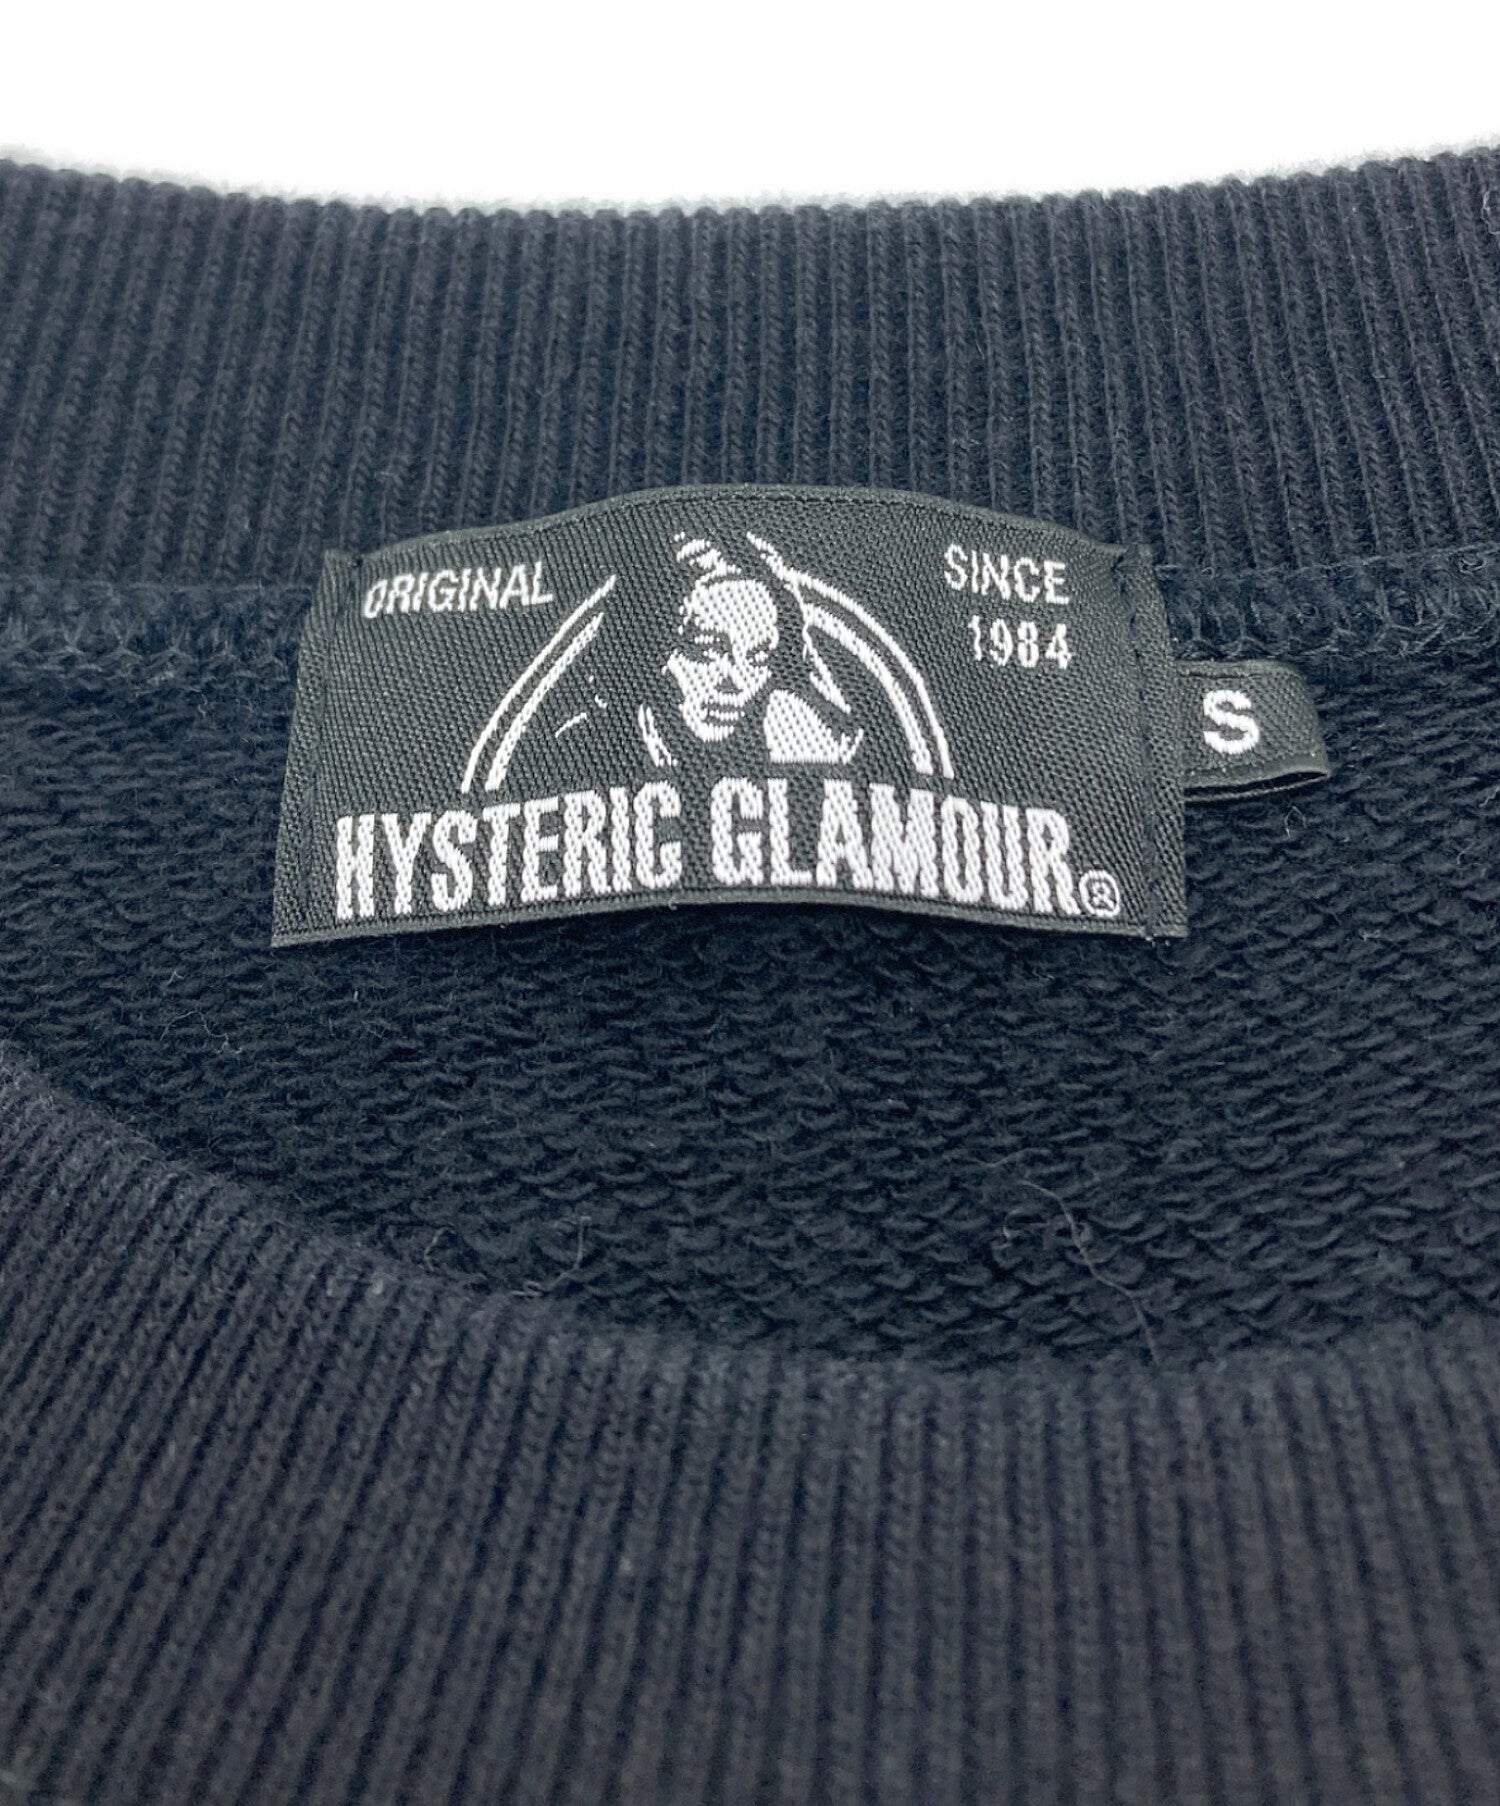 ORIGINAL
SINCE
1984
S
HYSTERIC GLAMOUR®